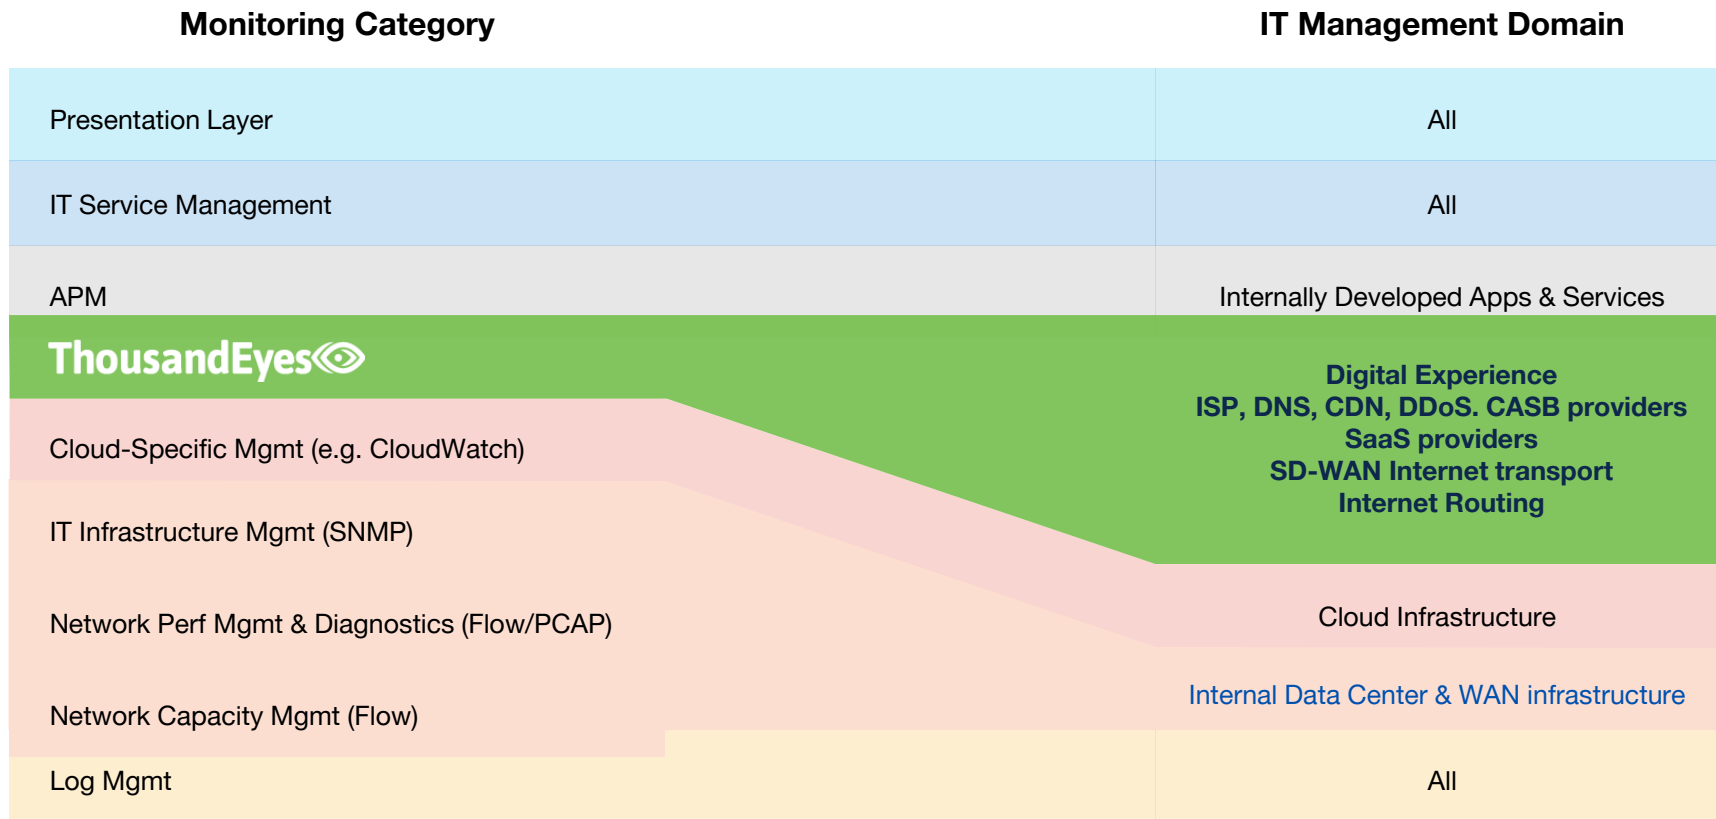 Monitoring Category
IT Management Domain
Presentation Layer
All
IT Service Management
All
APM
Internally Developed Apps & Services
ThousandEyes
Digital Experience
ISP, DNS, CDN, DDoS. CASB providers
SaaS providers
SD-WAN Internet transport
Internet Routing
Cloud-Specific Mgmt (e.g. CloudWatch)
IT Infrastructure Mgmt (SNMP)
Cloud Infrastructure
Network Perf Mgmt & Diagnostics (Flow/PCAP)
Internal Data Center & WAN infrastructure
Network Capacity Mgmt (Flow)
Log Mgmt
All